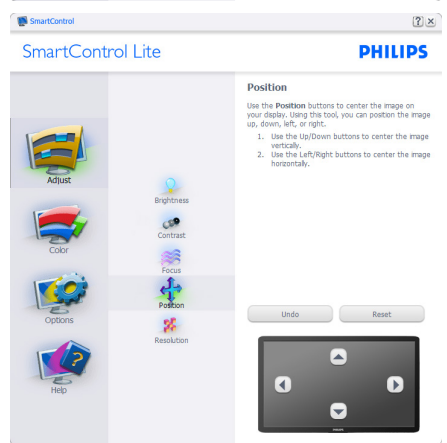 SmartControl
SmartControl Lite
PHILIPS
Adjust
Color
Options
Help
Brightness
Contrast
Focus
Position
Resolution
Position
Use the Position buttons to center the image on
your display. Using this tool, you can position the image
up, down, left, or right.
1. Use the Up/Down buttons to center the image
vertically.
2. Use the Left/Right buttons to center the image
horizontally.
Undo
Reset
PHILIPS